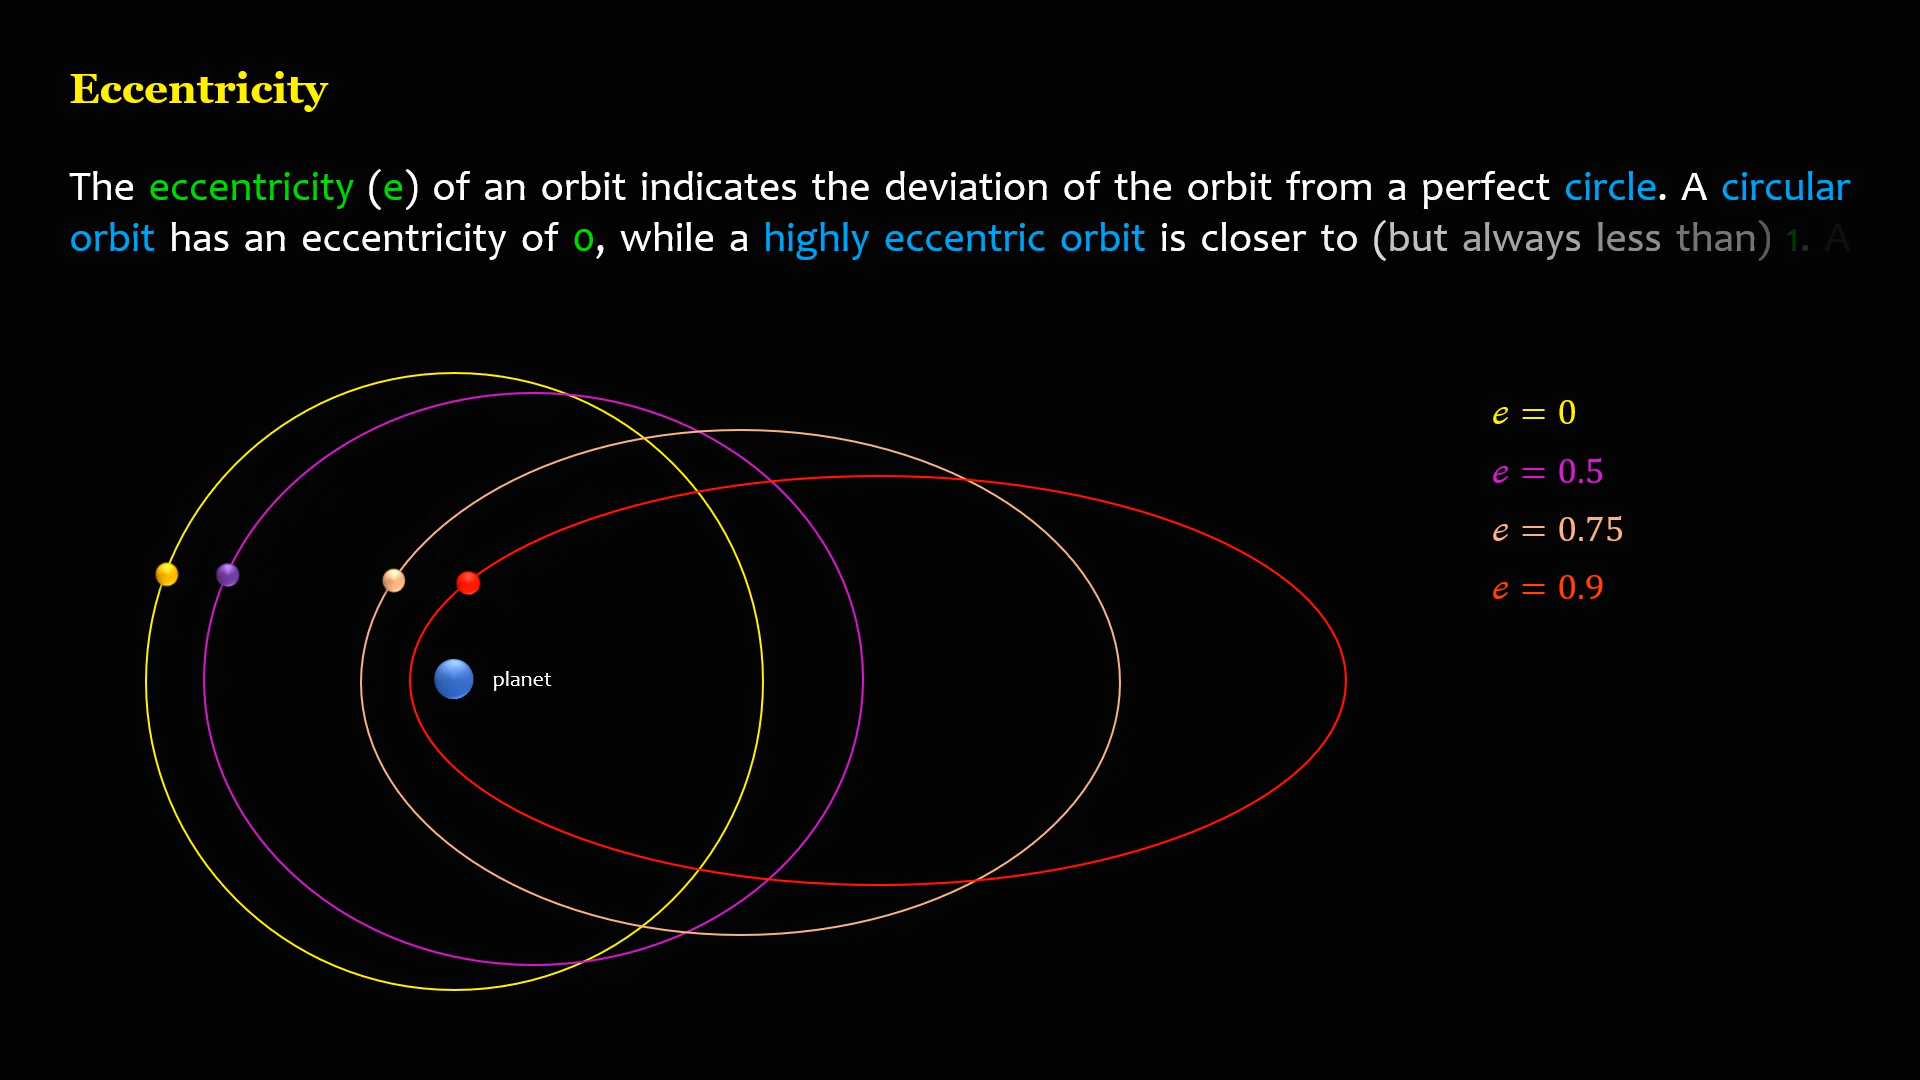 Eccentricity
The eccentricity (e) of an orbit indicates the deviation of the orbit from a perfect circle. A circular
orbit has an eccentricity of 0, while a highly eccentric orbit is closer to (but always less than) 1. A
e = 0
e = 0.5
e = 0.75
e = 0.9
planet